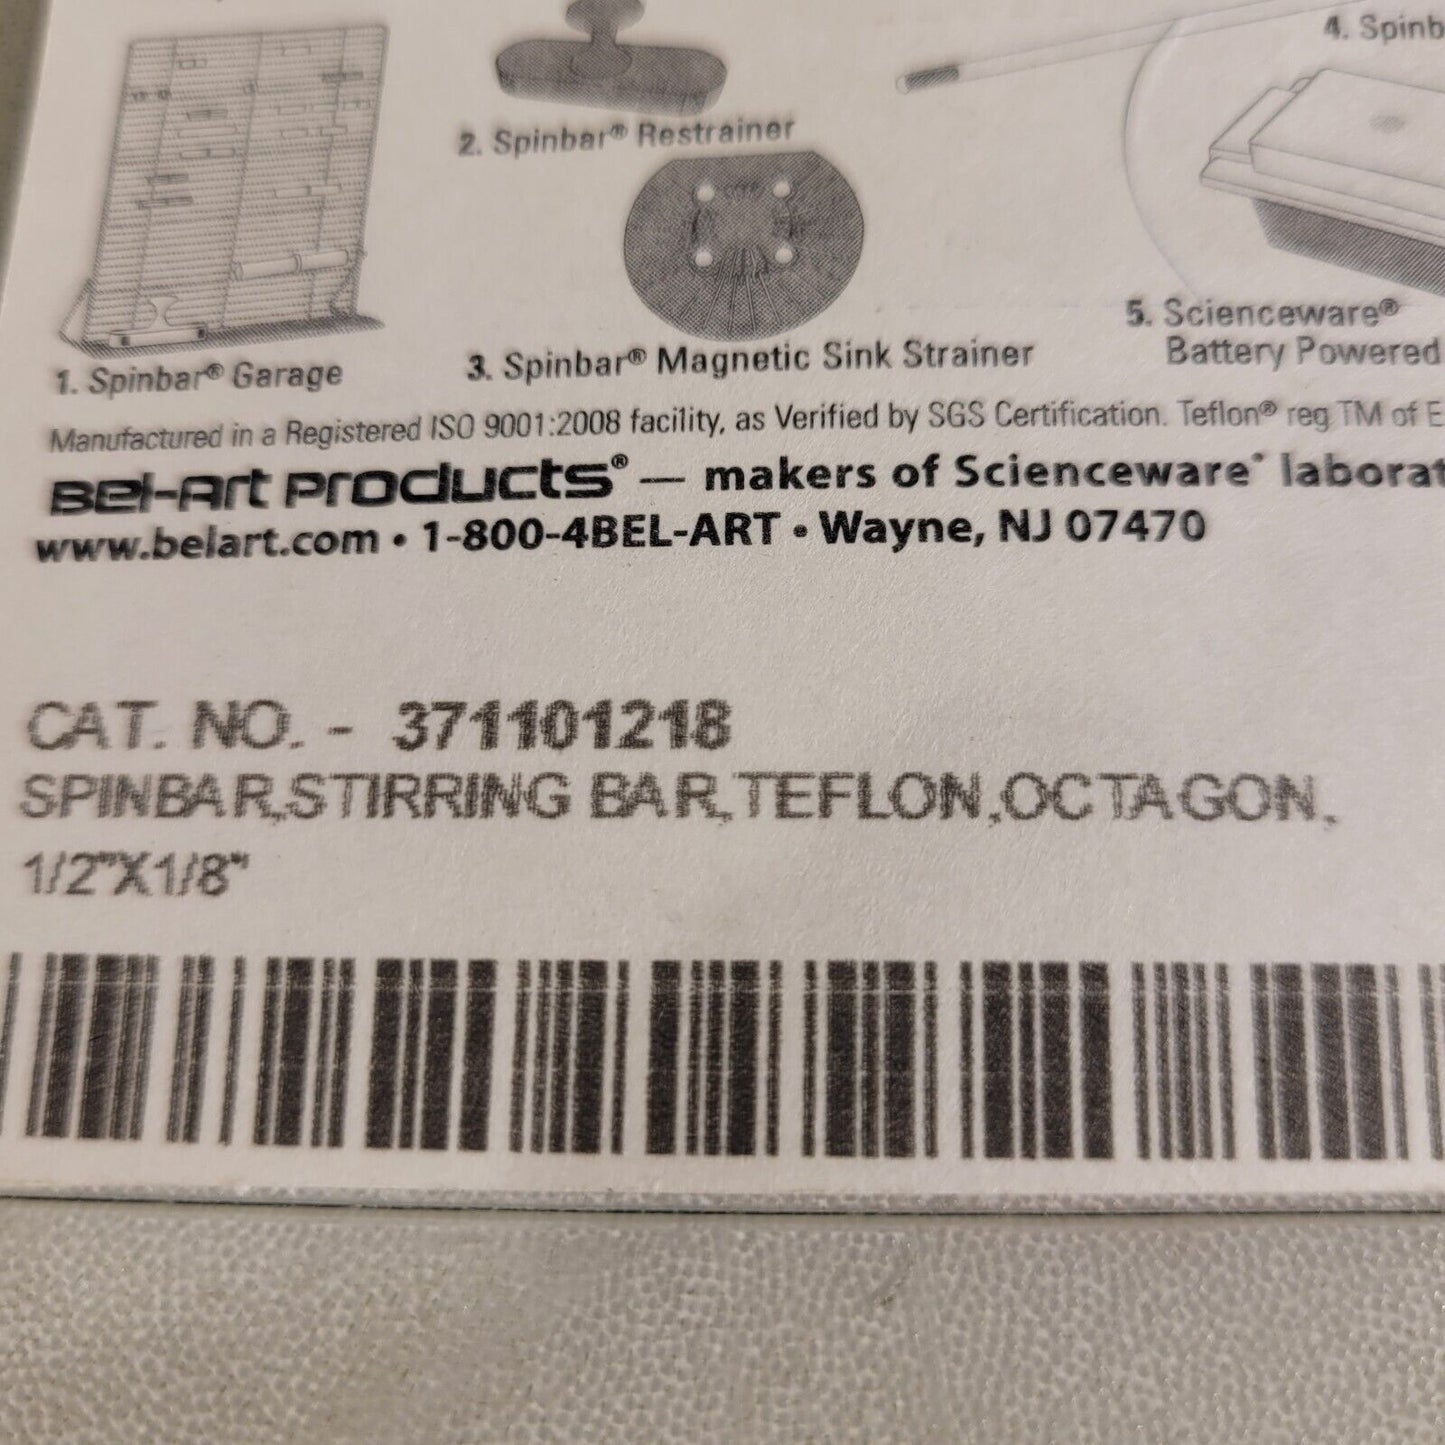 4. Spinb
2. Spinbar® Restrainer
5. Scienceware®
Battery Powered
3. Spinbar® Magnetic Sink Strainer
1. Spinbar® Garage
Manufactured in a Registered ISO 9001:2008 facility, as Verified by SGS Certification. Teflon® reg TM of E
Bel-Art Products® — makers of Scienceware® laborat
www.belart.com • 1-800-4BEL-ART • Wayne, NJ 07470
CAT. NO. - 371101218
SPINBAR,STIRRING BAR,TEFLON,OCTAGON,
1/2"X1/8"